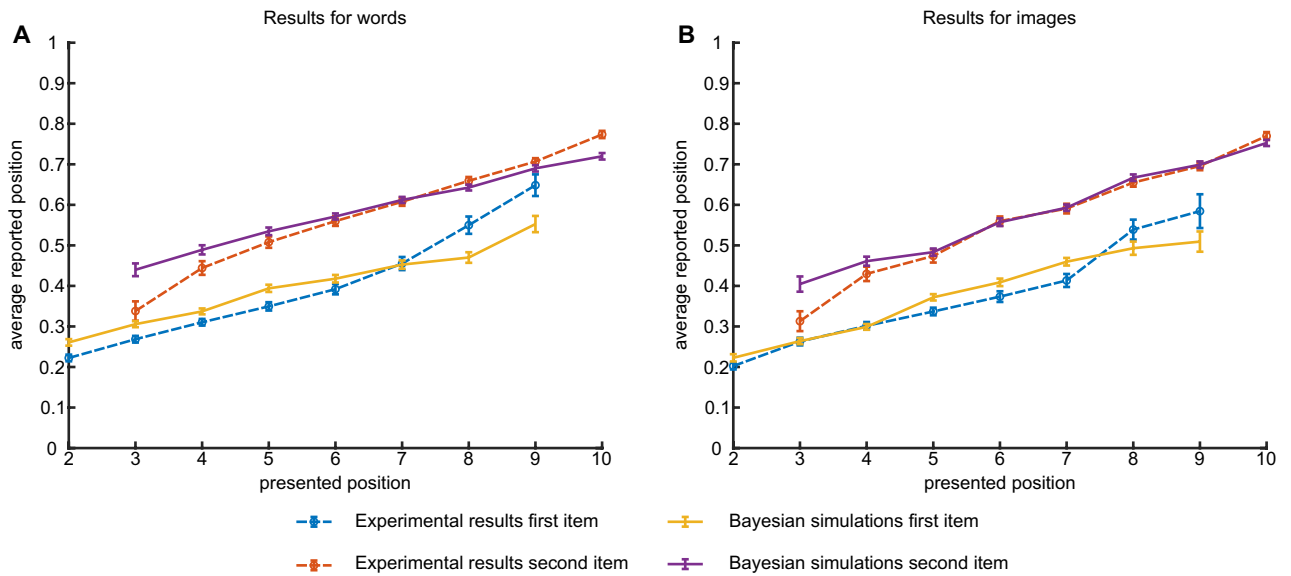 Results for words
A
1
0.9
0.8
0.7
0.6
0.5
0.4
0.3
0.2
0.1
0
average reported position
2 3 4 5 6 7 8 9 10
presented position
Results for images
B
1
0.9
0.8
0.7
0.6
0.5
0.4
0.3
0.2
0.1
0
average reported position
2 3 4 5 6 7 8 9 10
presented position
Experimental results first item
Bayesian simulations first item
Experimental results second item
Bayesian simulations second item